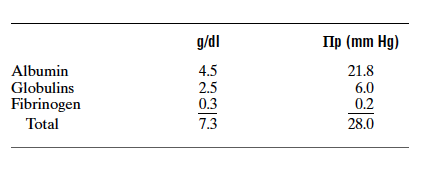 g/dl Πp (mm Hg)
Albumin 4.5 21.8
Globulins 2.5 6.0
Fibrinogen 0.3 0.2
Total 7.3 28.0